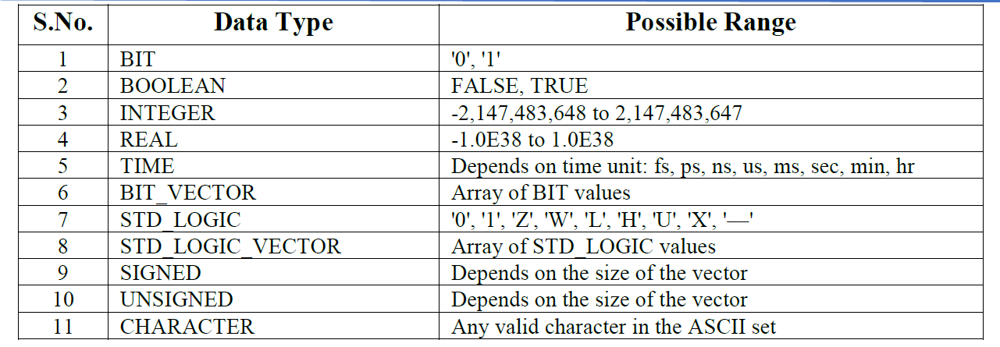 S.No. Data Type Possible Range
1 BIT '0', '1'
2 BOOLEAN FALSE, TRUE
3 INTEGER -2,147,483,648 to 2,147,483,647
4 REAL -1.0E38 to 1.0E38
5 TIME Depends on time unit: fs, ps, ns, us, ms, sec, min, hr
6 BIT_VECTOR Array of BIT values
7 STD_LOGIC '0', '1', 'Z', 'W', 'L', 'H', 'U', 'X', '—'
8 STD_LOGIC_VECTOR Array of STD_LOGIC values
9 SIGNED Depends on the size of the vector
10 UNSIGNED Depends on the size of the vector
11 CHARACTER Any valid character in the ASCII set